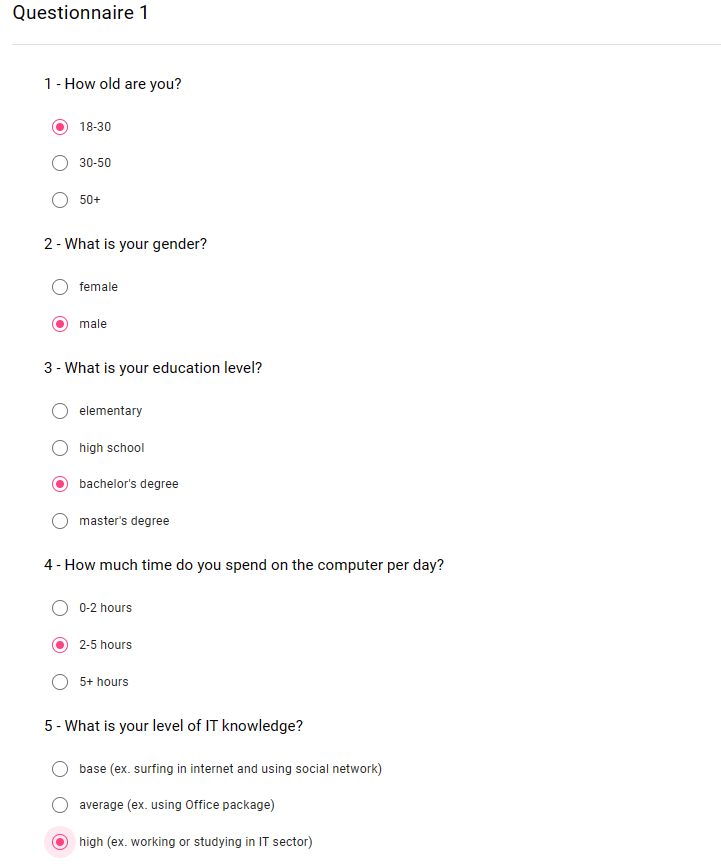 Questionnaire 1
1 - How old are you?
18-30
30-50
50+
2 - What is your gender?
female
male
3 - What is your education level?
elementary
high school
bachelor's degree
master's degree
4 - How much time do you spend on the computer per day?
0-2 hours
2-5 hours
5+ hours
5 - What is your level of IT knowledge?
base (ex. surfing in internet and using social network)
average (ex. using Office package)
high (ex. working or studying in IT sector)